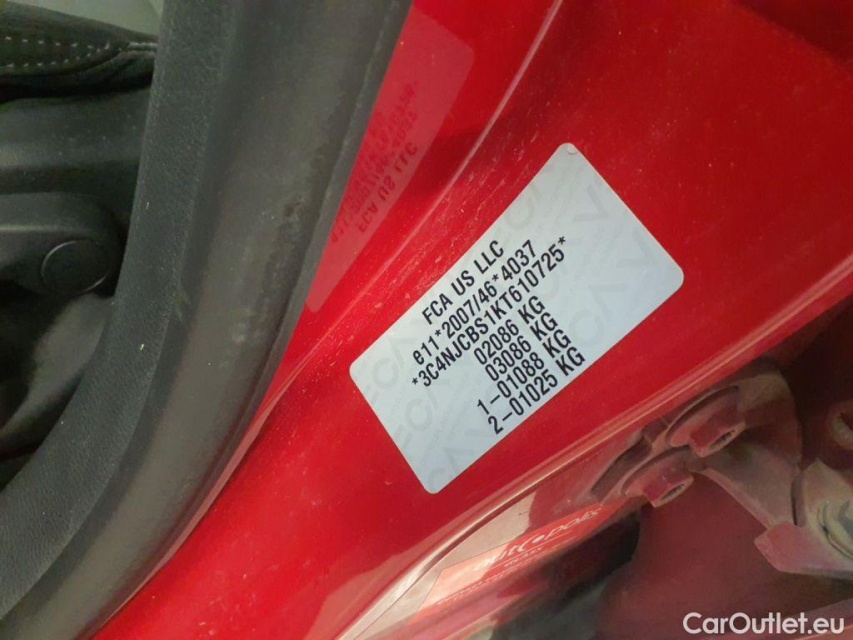 FCA US LLC
e11*2007/46*4037
*3C4NJCBS1KT610725*
02086 KG
03086 KG
1-01088 KG
2-01025 KG
autopolis
CarOutlet.eu